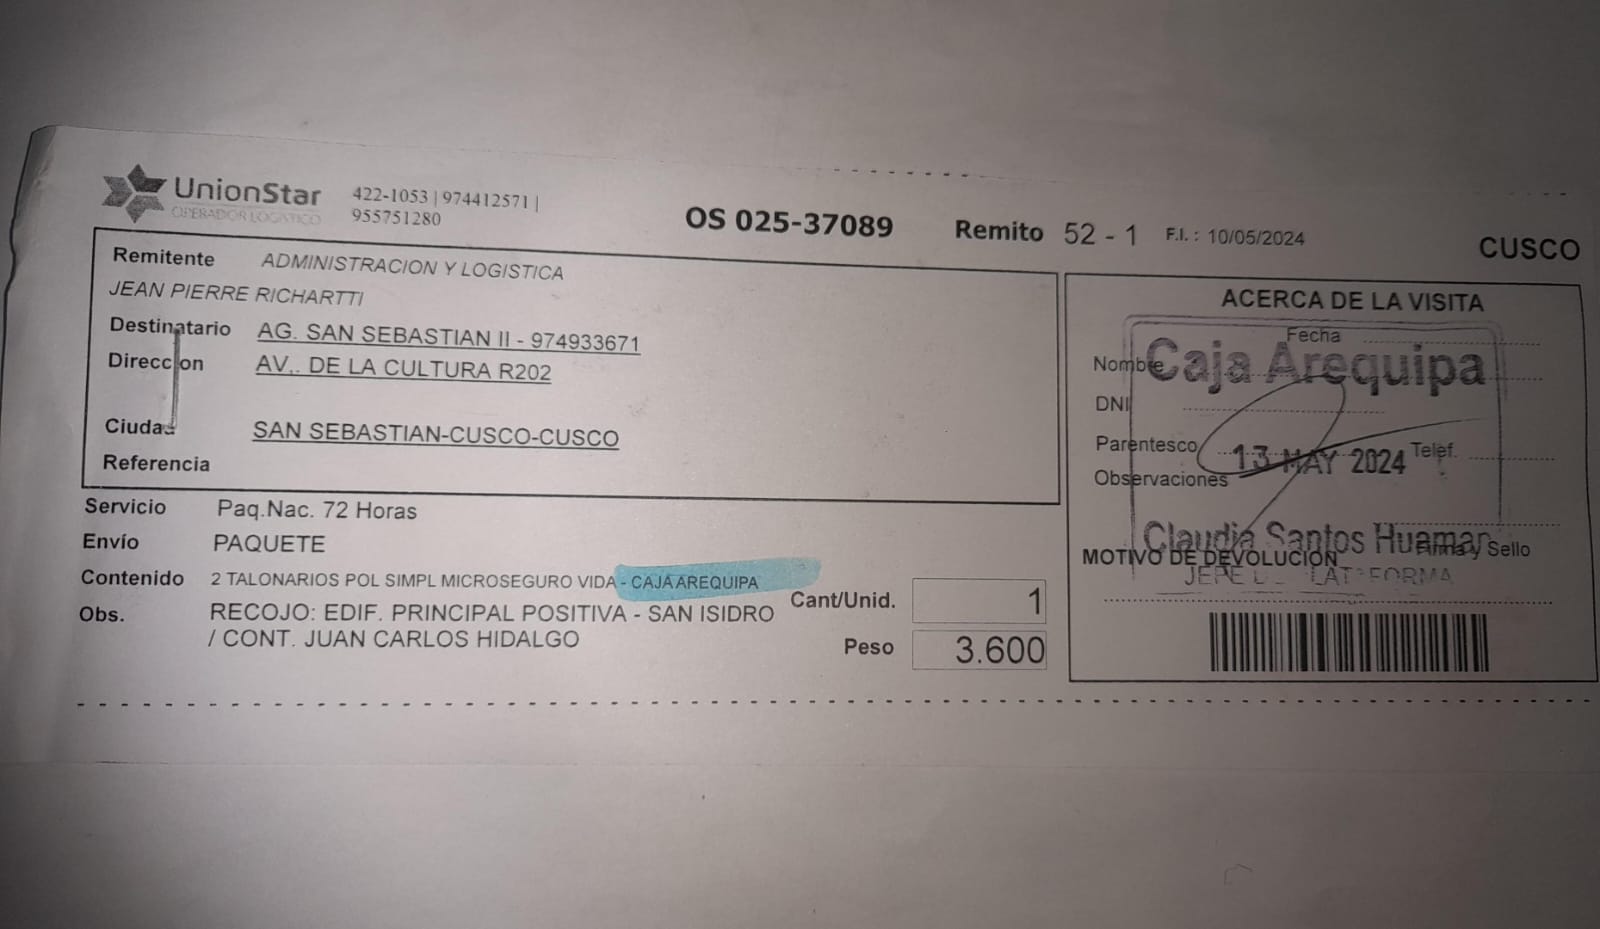 UnionStar
OPERADOR LOGISTICO
422-1053 | 974412571 |
955751280
OS 025-37089
Remito 52 - 1 F.I. : 10/05/2024
CUSCO
Remitente ADMINISTRACION Y LOGISTICA
JEAN PIERRE RICHARTTI
Destinatario AG. SAN SEBASTIAN II - 974933671
Direccion AV,. DE LA CULTURA R202
Ciudad SAN SEBASTIAN-CUSCO-CUSCO
Referencia
Servicio Paq.Nac. 72 Horas
Envío PAQUETE
Contenido 2 TALONARIOS POL SIMPL MICROSEGURO VIDA - CAJA AREQUIPA
Obs. RECOJO: EDIF. PRINCIPAL POSITIVA - SAN ISIDRO
/ CONT. JUAN CARLOS HIDALGO
Cant/Unid. 1
Peso 3.600
ACERCA DE LA VISITA
Fecha
Nombre
Caja Arequipa
DNI
Parentesco
13 MAY 2024
Telef.
Observaciones
Claudia Santos Huaman
Firma y Sello
MOTIVO DE DEVOLUCION
JEFE DE PLATAFORMA